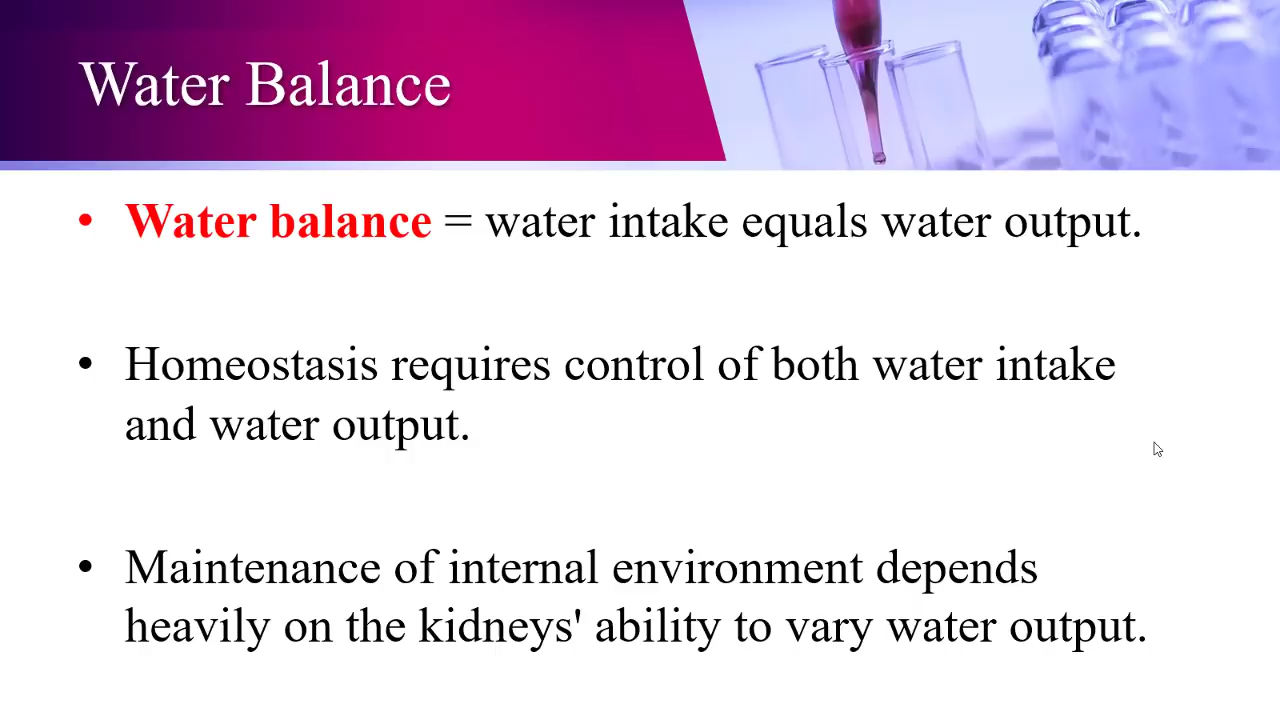 Water Balance
• Water balance = water intake equals water output.
• Homeostasis requires control of both water intake
and water output.
• Maintenance of internal environment depends
heavily on the kidneys' ability to vary water output.